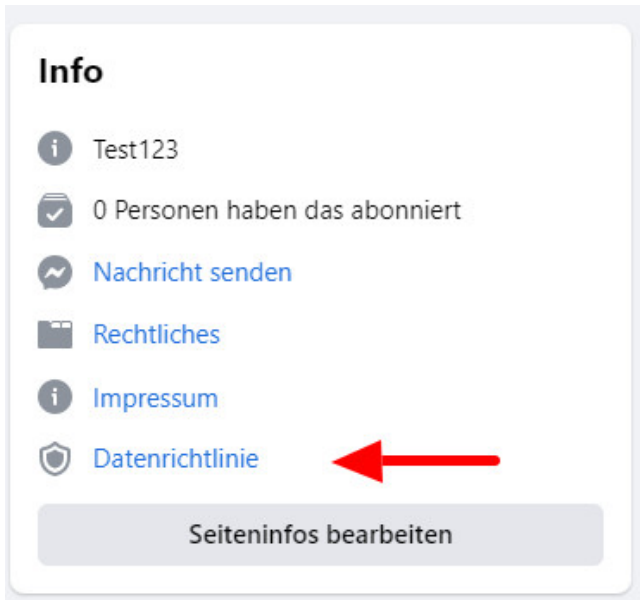 Info
Test123
0 Personen haben das abonniert
Nachricht senden
Rechtliches
Impressum
Datenrichtlinie
Seiteninfos bearbeiten